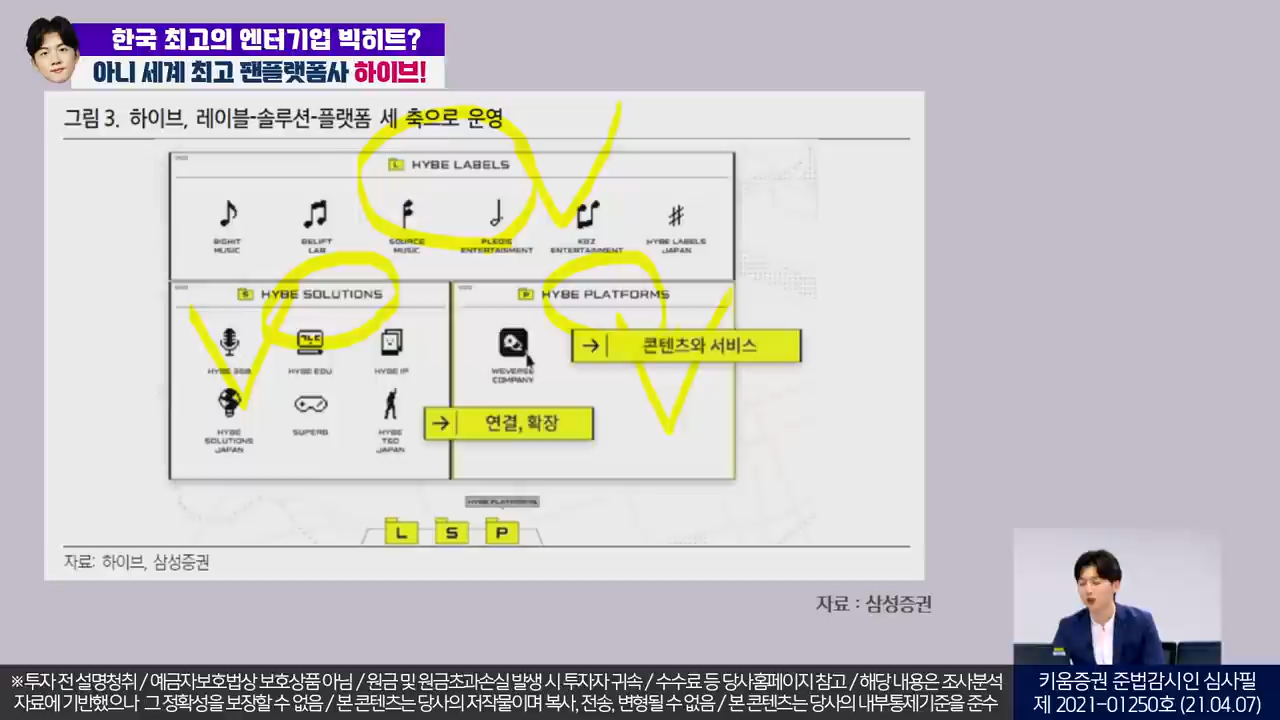 한국 최고의 엔터기업 빅히트?
아니 세계 최고 팬플랫폼사 하이브!
그림 3. 하이브, 레이블-솔루션-플랫폼 세 축으로 운영
L HYBE LABELS
BIGHIT MUSIC
BELIFT LAB
SOURCE MUSIC
PLEDIS ENTERTAINMENT
KOZ ENTERTAINMENT
HYBE LABELS JAPAN
S HYBE SOLUTIONS
P HYBE PLATFORMS
HYBE 360
HYBE EDU
HYBE IP
WEVERSE COMPANY
→ 콘텐츠와 서비스
HYBE SOLUTIONS JAPAN
SUPERB
HYBE T&D JAPAN
→ 연결, 확장
HYBE PLATFORMS
L S P
자료: 하이브, 삼성증권
자료 : 삼성증권
※투자 전 설명청취 / 예금자보호법상 보호상품 아님 / 원금 및 원금초과손실 발생 시 투자자 귀속 / 수수료 등 당사홈페이지 참고 / 해당 내용은 조사분석
자료에 기반했으나 그 정확성을 보장할 수 없음 / 본 콘텐츠는 당사의 저작물이며 복사, 전송, 변형될 수 없음 / 본 콘텐츠는 당사의 내부통제기준을 준수
키움증권 준법감시인 심사필
제 2021-01250호 (21.04.07)